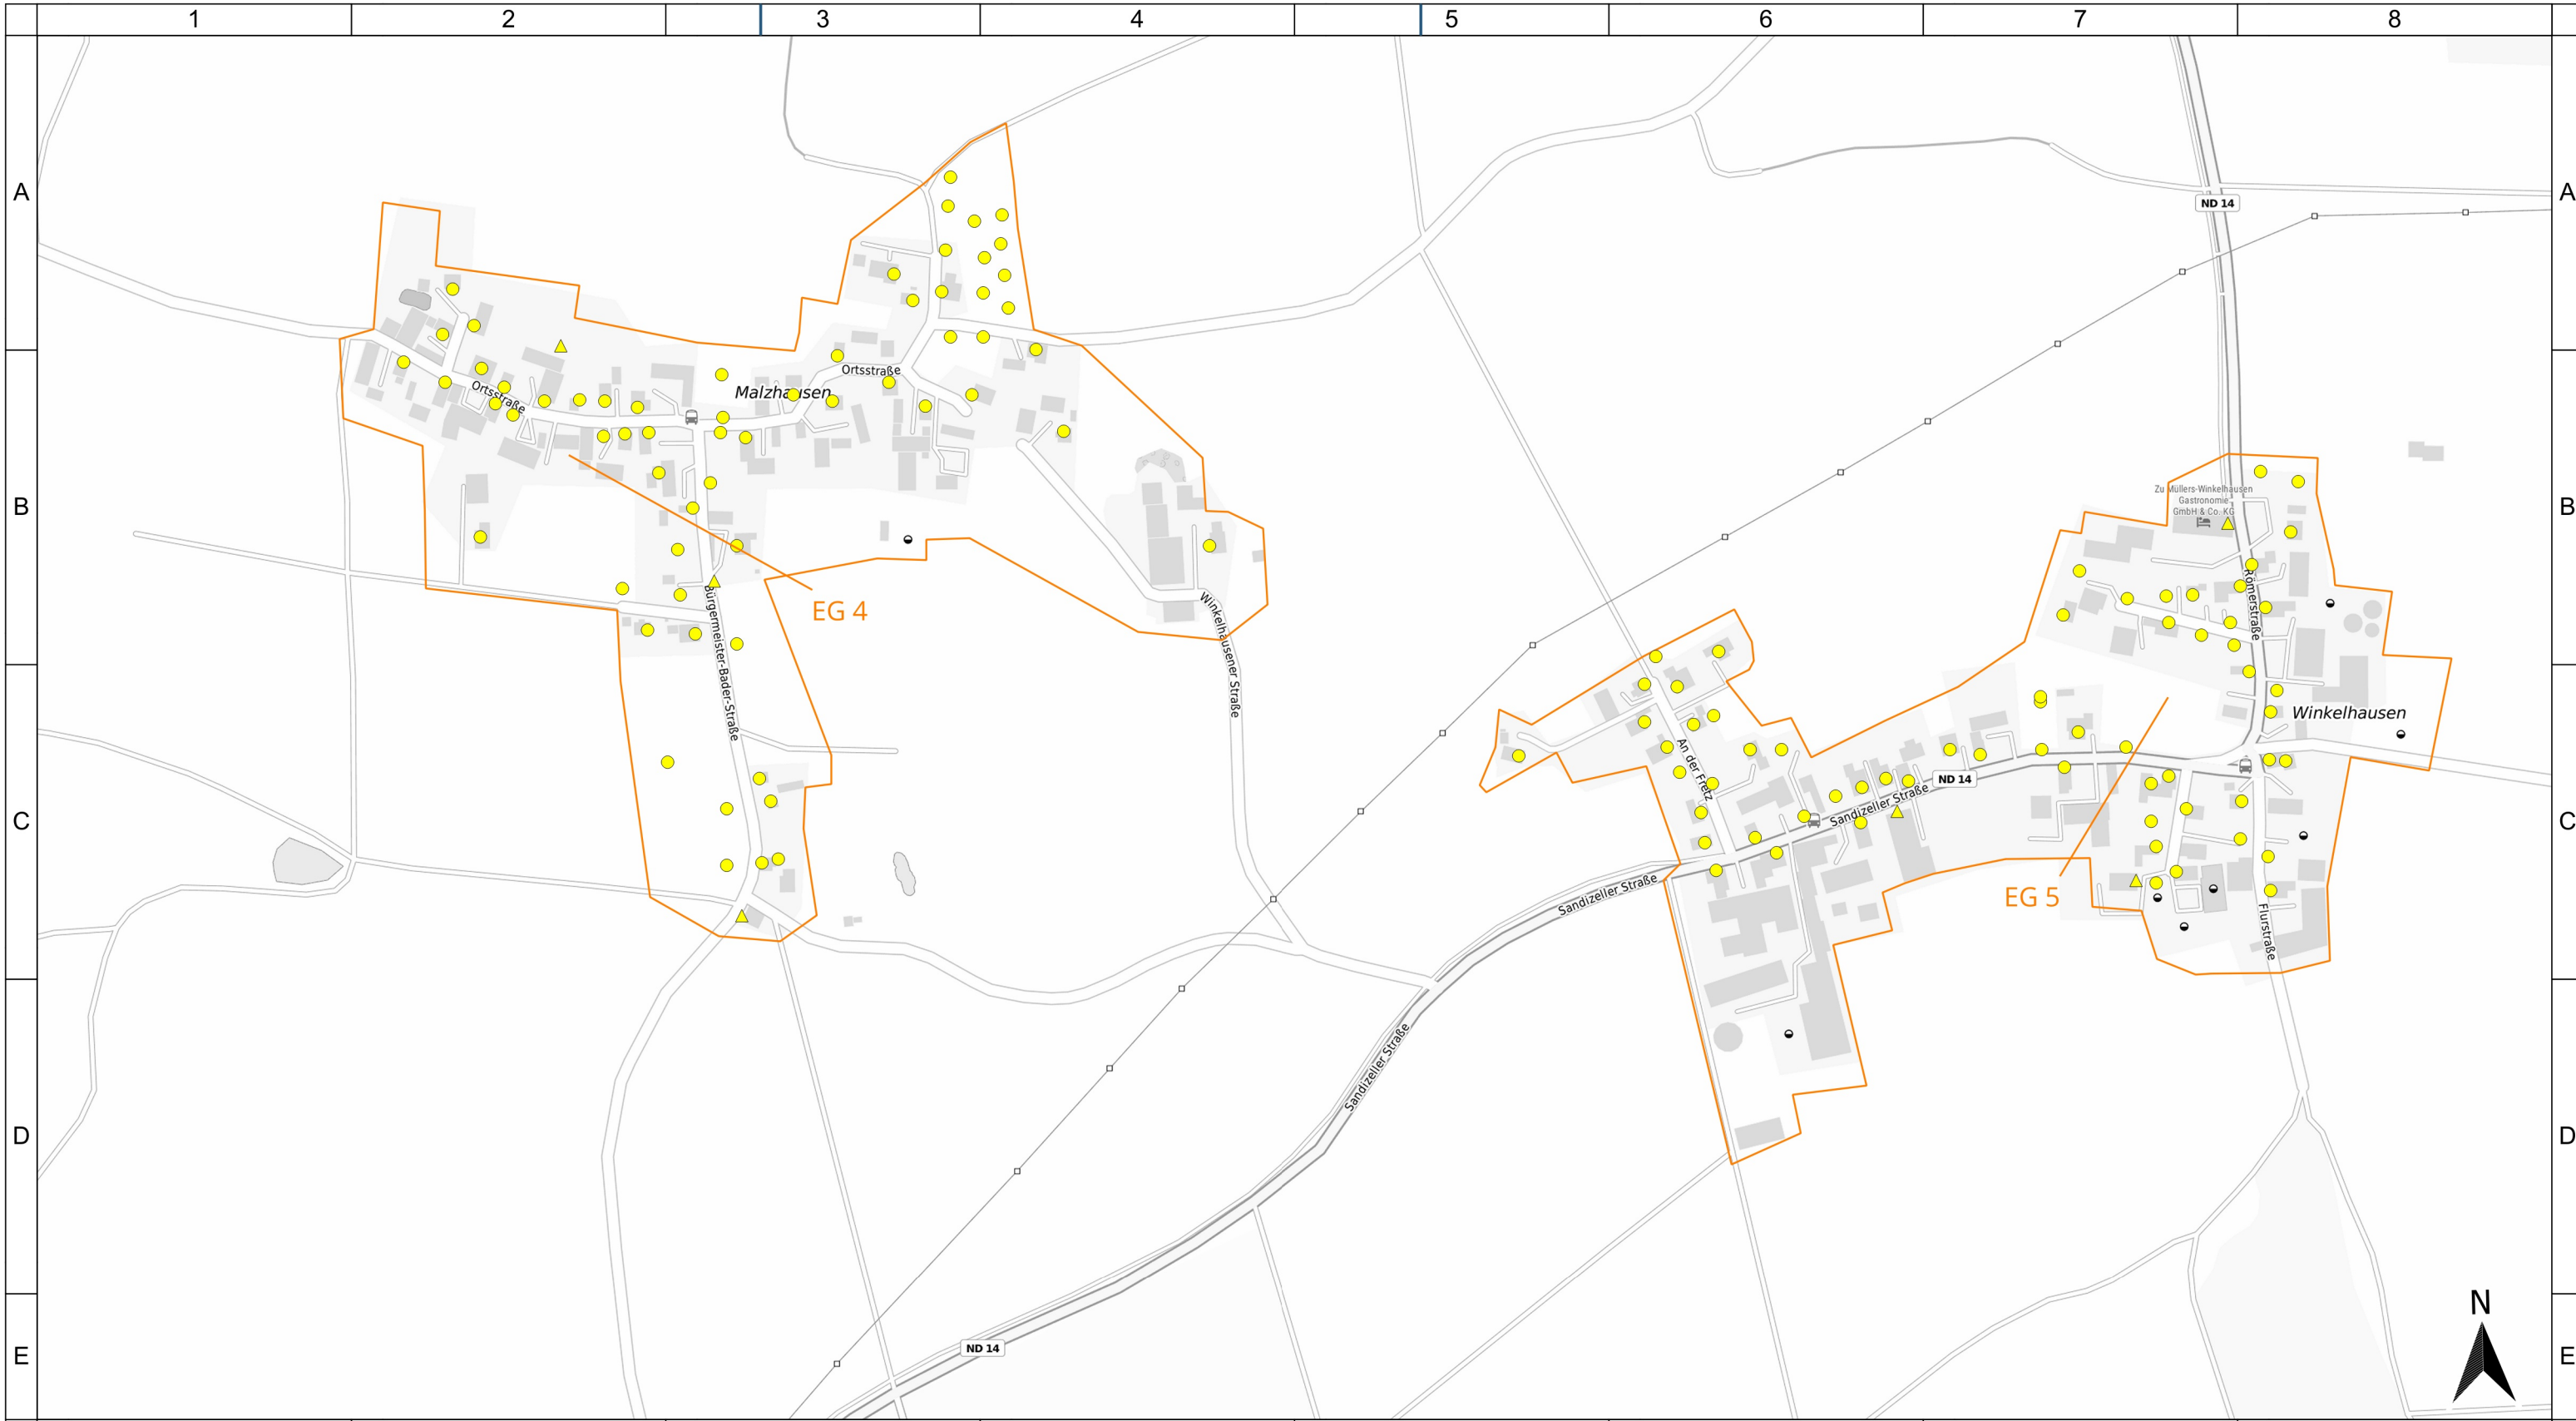 1 2 3 4 5 6 7 8
A A
ND 14
Ortsstraße
Malzhausen
Ortsstraße
B B
Zu Müllers-Winkelhausen
Gastronomie
GmbH & Co. KG
Römerstraße
EG 4
Bürgermeister-Bader-Straße
Winkelhausener Straße
Winkelhausen
An der Fretz
ND 14
Sandizeller Straße
C C
EG 5
Sandizeller Straße
Flurstraße
Sandizeller Straße
D D
N
ND 14
E E